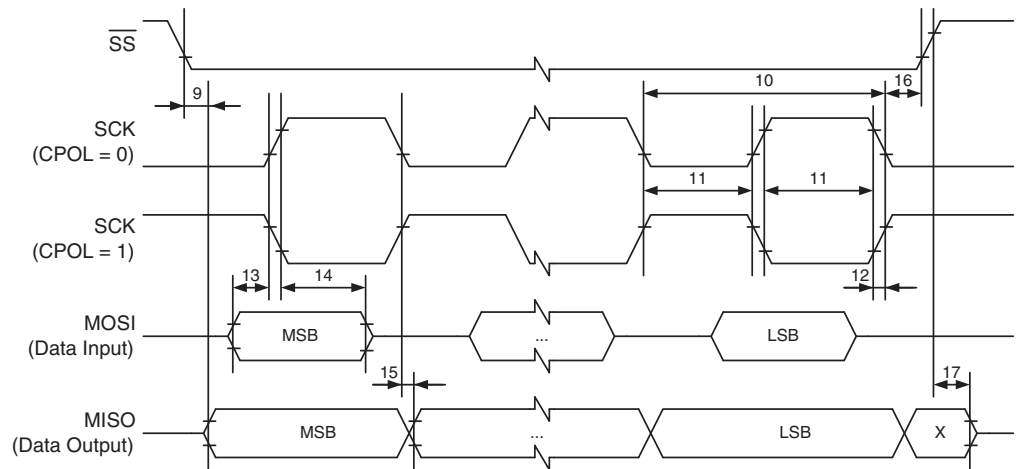 SS
9
10
16
SCK
(CPOL = 0)
11
11
SCK
(CPOL = 1)
13
14
12
MOSI
(Data Input)
MSB
...
LSB
15
17
MISO
(Data Output)
MSB
...
LSB
X